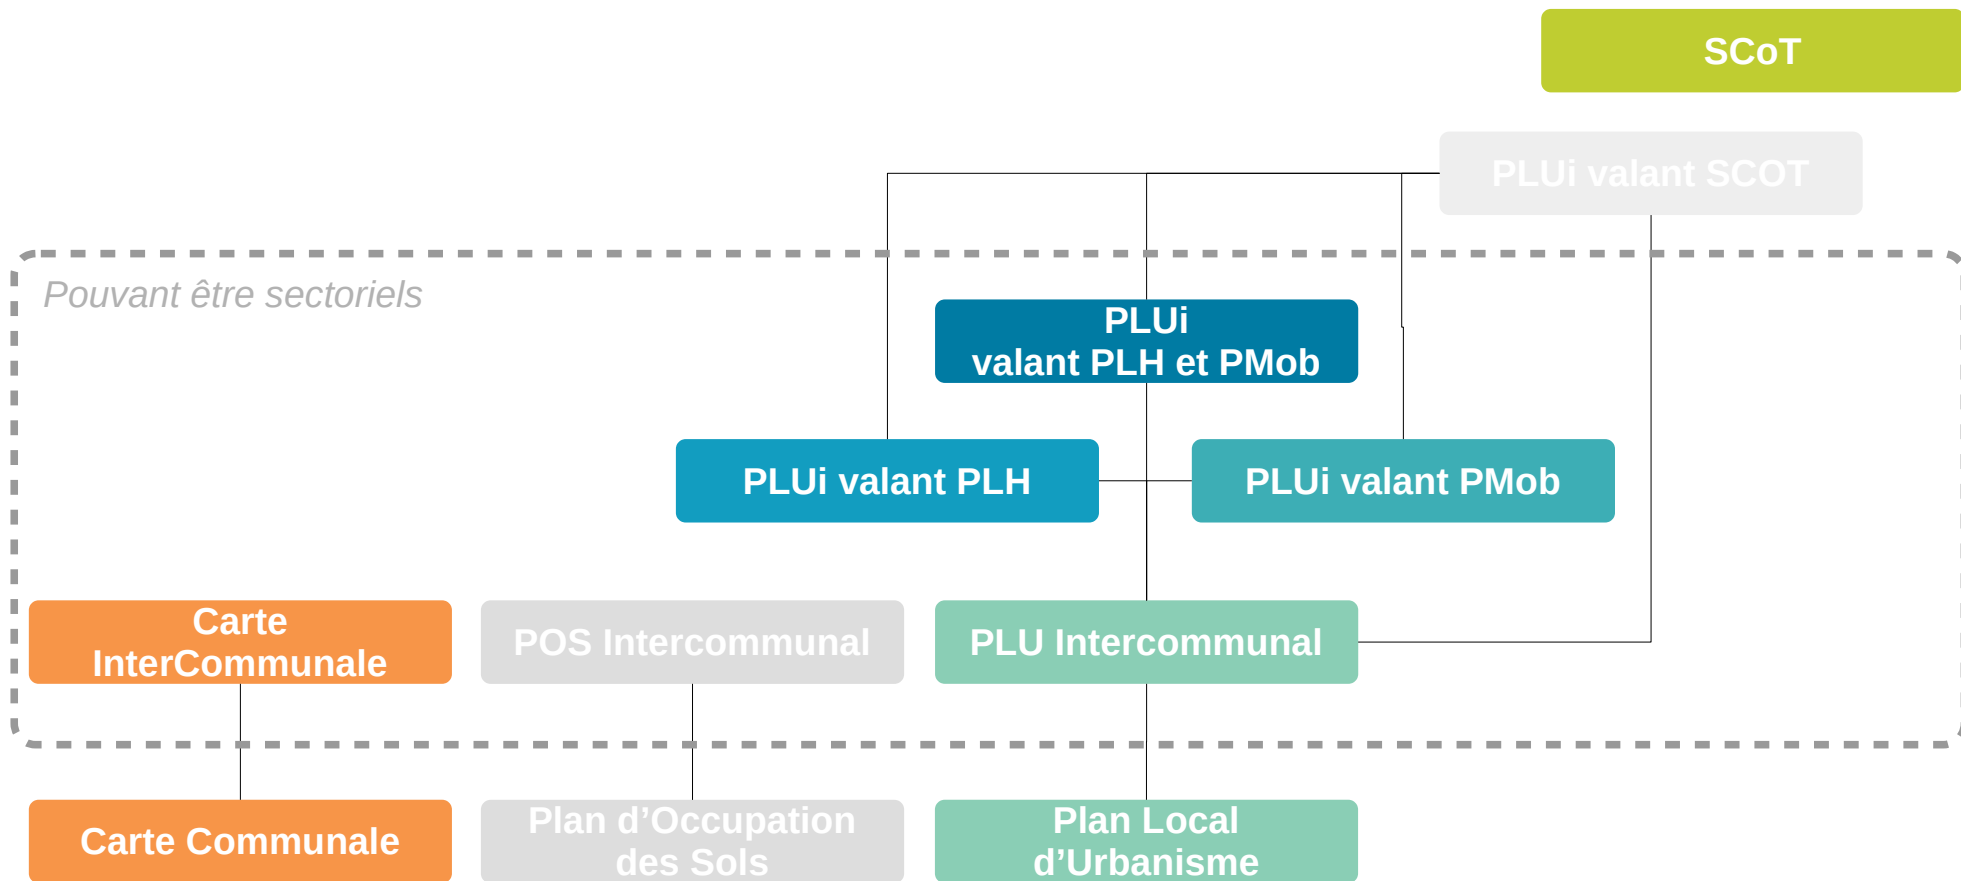 SCoT
PLUi valant SCOT
Pouvant être sectoriels
PLUi
valant PLH et PMob
PLUi valant PLH
PLUi valant PMob
Carte
InterCommunale
POS Intercommunal
PLU Intercommunal
Carte Communale
Plan d’Occupation
des Sols
Plan Local
d’Urbanisme